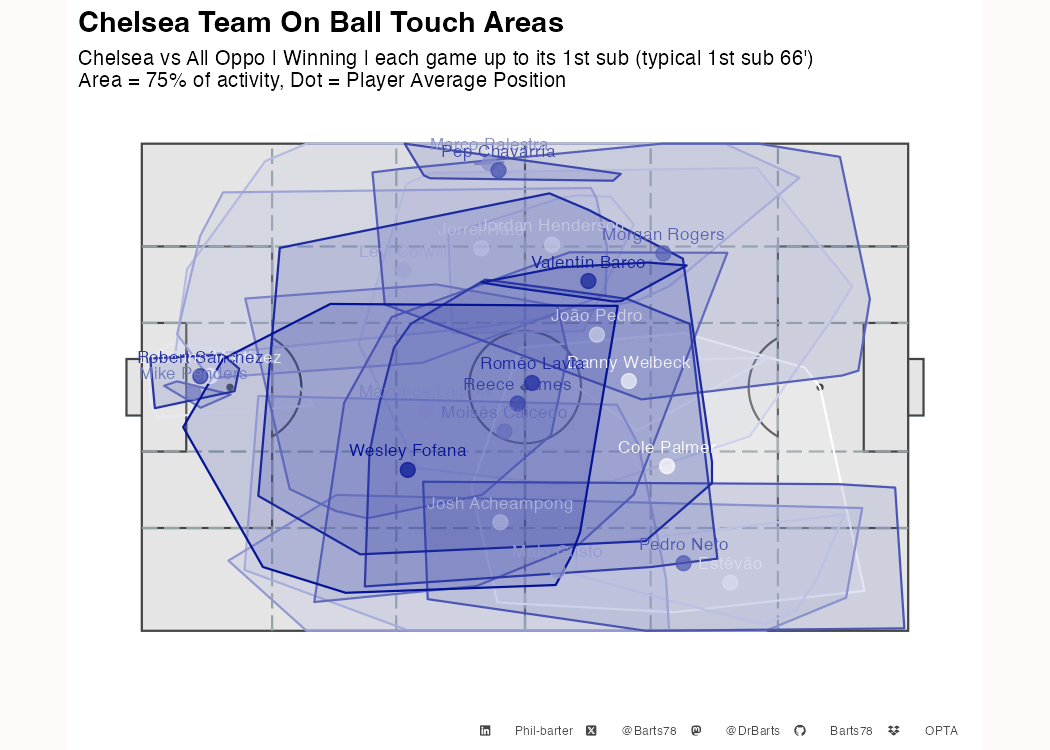 Chelsea Team On Ball Touch Areas
Chelsea vs All Oppo | Winning | each game up to its 1st sub (typical 1st sub 66')
Area = 75% of activity, Dot = Player Average Position
Marco Palestra
Pep Chavarría
Jordan Henderson
Morgan Rogers
Valentín Barco
João Pedro
Robert Sánchez
Mike Penders
Roméo Lavia
Danny Welbeck
Reece James
Moisés Caicedo
Wesley Fofana
Cole Palmer
Josh Acheampong
Pedro Neto
Malo Gusto
Estêvão
Phil-barter
@Barts78
@DrBarts
Barts78
OPTA